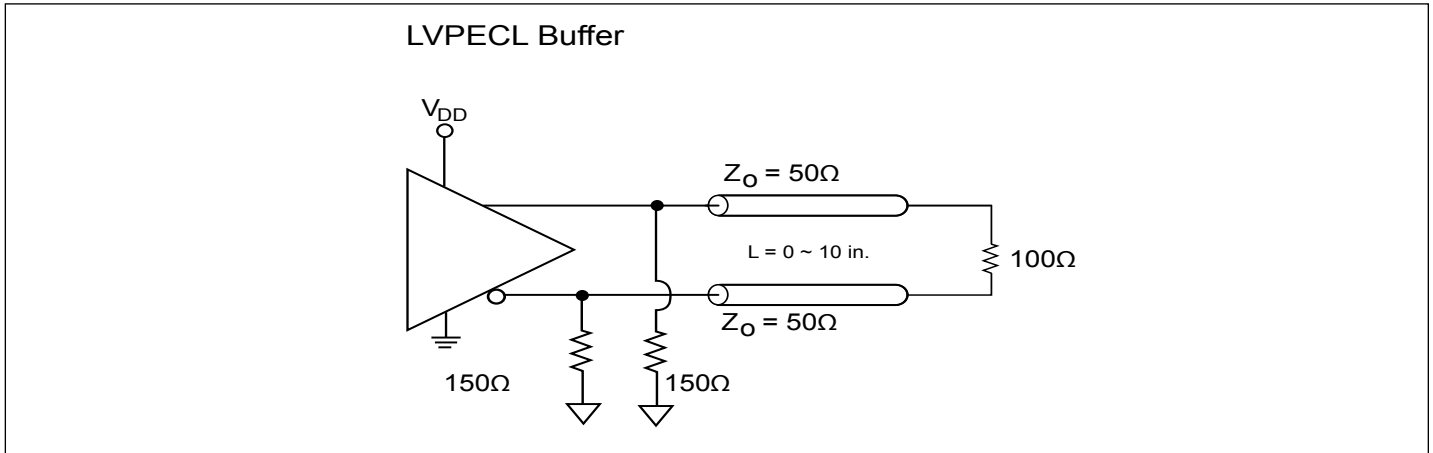 LVPECL Buffer
VDD
Zo = 50Ω
L = 0 ~ 10 in.
100Ω
Zo = 50Ω
150Ω
150Ω